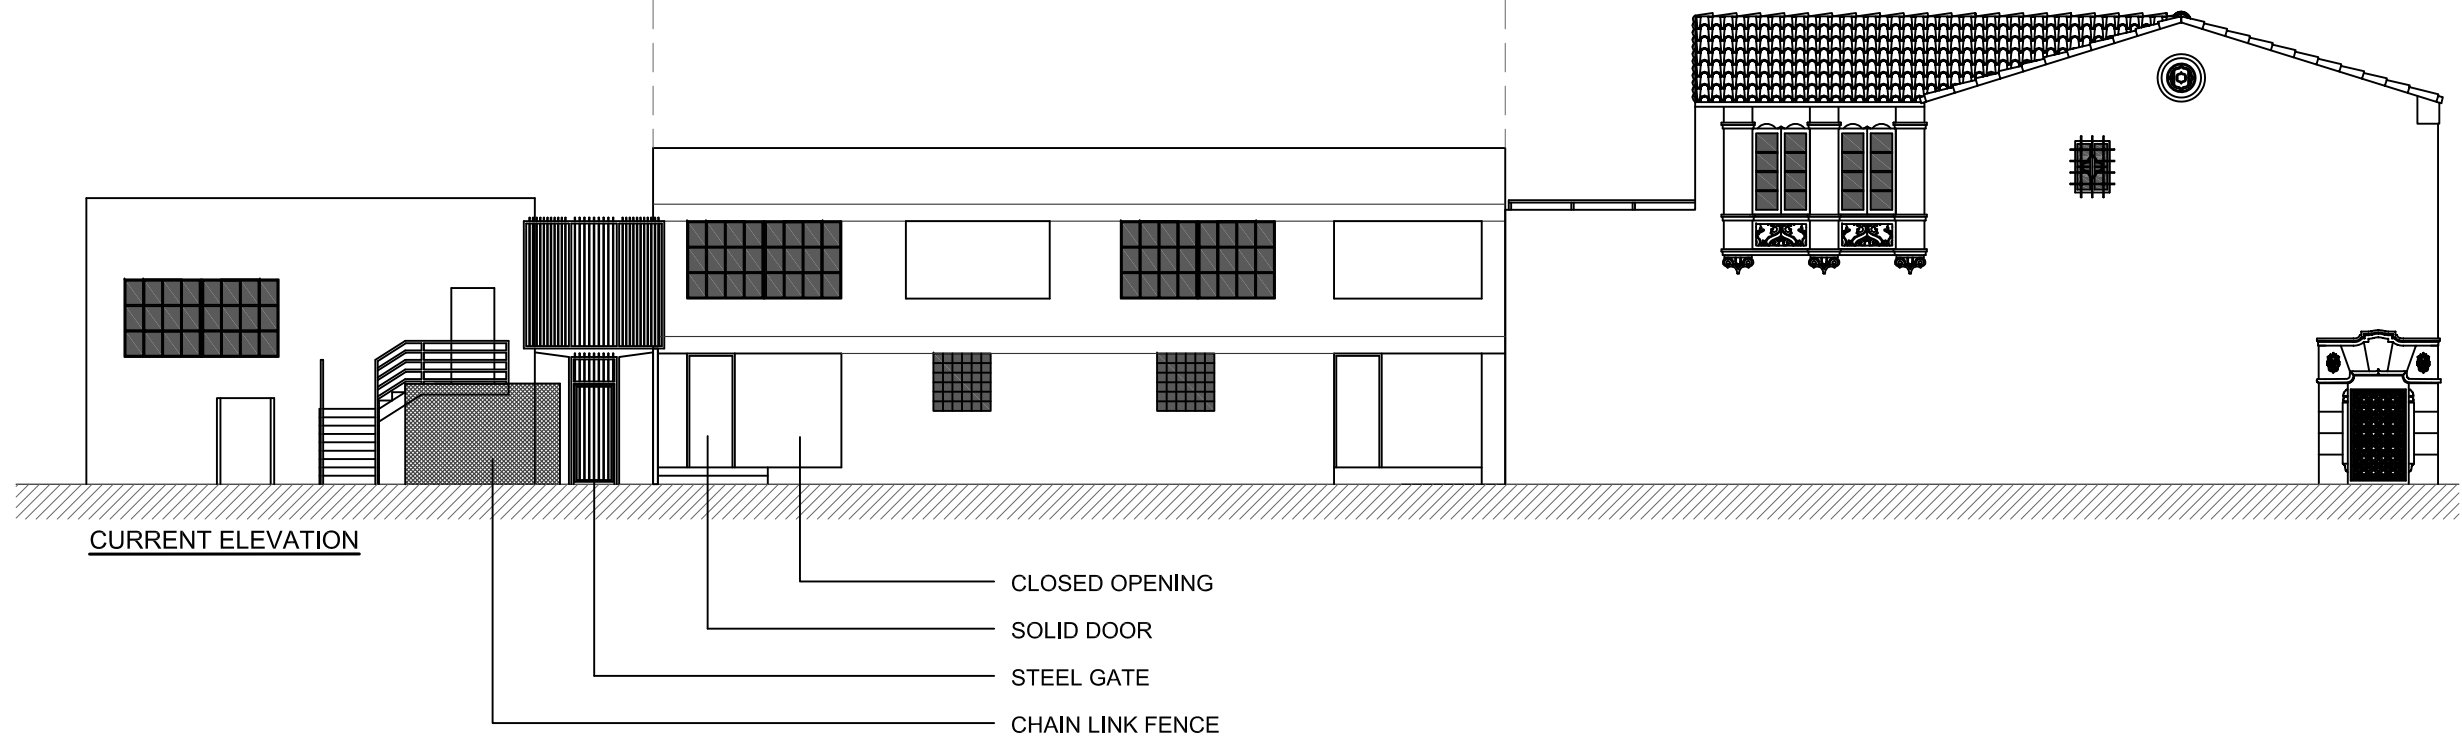 CURRENT ELEVATION
CLOSED OPENING
SOLID DOOR
STEEL GATE
CHAIN LINK FENCE